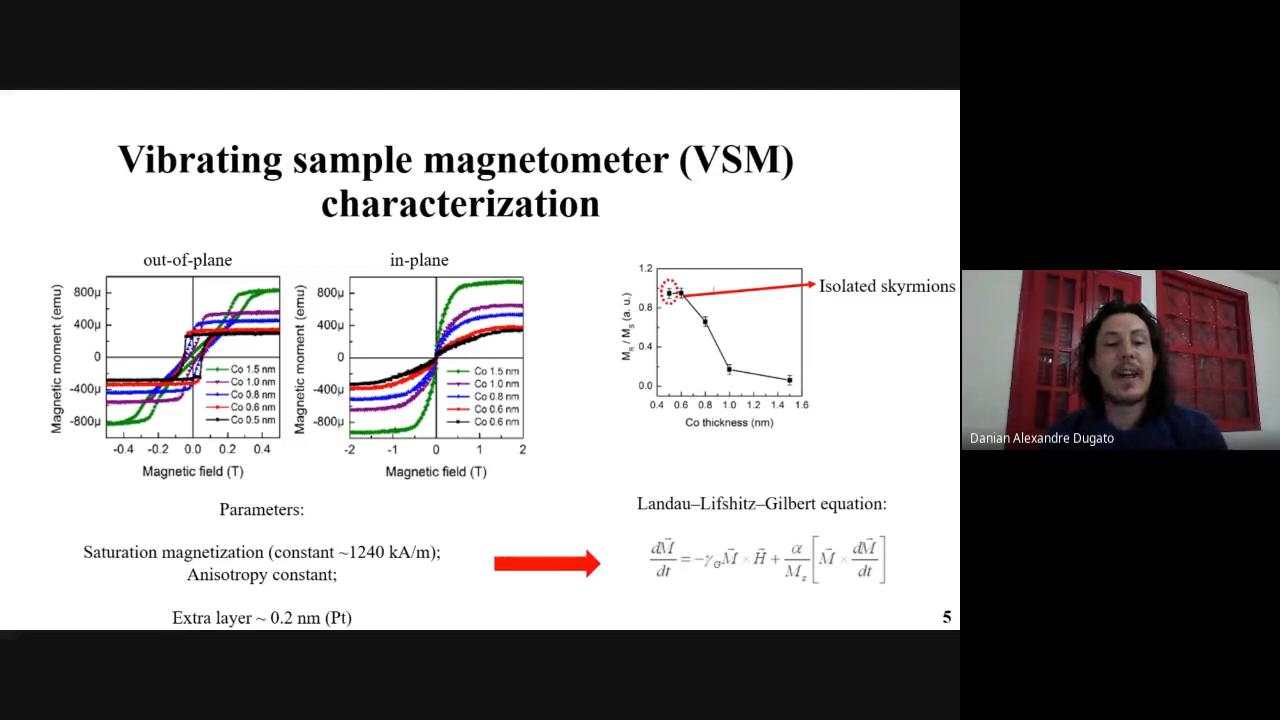 Vibrating sample magnetometer (VSM)
characterization
out-of-plane
in-plane
Magnetic moment (emu)
800µ
400µ
0
-400µ
-800µ
Co 1.5 nm
Co 1.0 nm
Co 0.8 nm
Co 0.6 nm
Co 0.5 nm
-0.4 -0.2 0.0 0.2 0.4
Magnetic field (T)
Magnetic moment (emu)
800µ
400µ
0
-400µ
-800µ
Co 1.5 nm
Co 1.0 nm
Co 0.8 nm
Co 0.6 nm
Co 0.6 nm
-2 -1 0 1 2
Magnetic field (T)
M_R / M_S (a. u.)
1.2
0.8
0.4
0.0
0.4 0.6 0.8 1.0 1.2 1.4 1.6
Co thickness (nm)
Isolated skyrmions
Parameters:
Saturation magnetization (constant ~1240 kA/m);
Anisotropy constant;
Extra layer ~ 0.2 nm (Pt)
Landau–Lifshitz–Gilbert equation:
dM⃗/dt = -γ_G M⃗ × H⃗ + α/M_s [M⃗ × dM⃗/dt]
5
Danian Alexandre Dugato